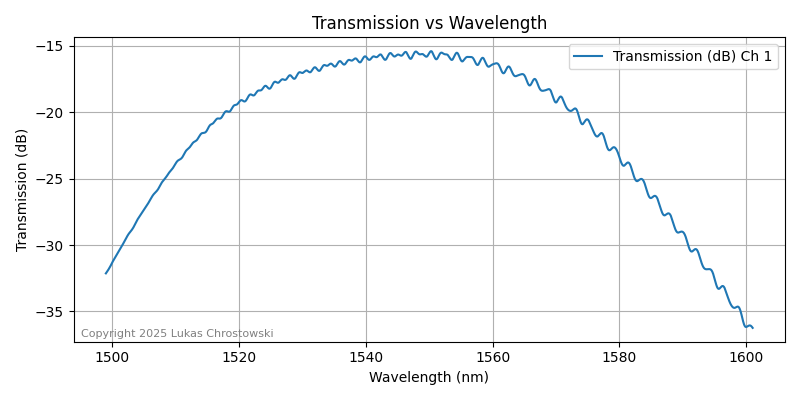 Transmission vs Wavelength
Transmission (dB) Ch 1
Transmission (dB)
−15
−20
−25
−30
−35
Copyright 2025 Lukas Chrostowski
1500 1520 1540 1560 1580 1600
Wavelength (nm)